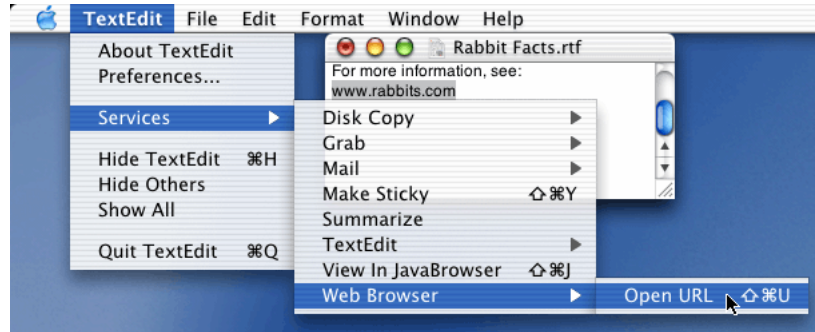 TextEdit File Edit Format Window Help
About TextEdit
Preferences...
Services
Hide TextEdit ⌘H
Hide Others
Show All
Quit TextEdit ⌘Q
Rabbit Facts.rtf
For more information, see:
www.rabbits.com
Disk Copy
Grab
Mail
Make Sticky ⇧⌘Y
Summarize
TextEdit
View In JavaBrowser ⇧⌘J
Web Browser
Open URL ⇧⌘U